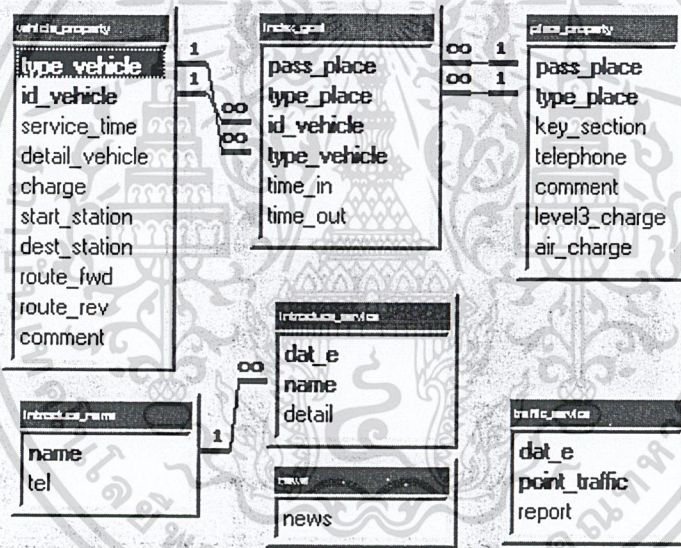 vehicle_property
type_vehicle
id_vehicle
service_time
detail_vehicle
charge
start_station
dest_station
route_fwd
route_rev
comment
1
1
∞
∞
index_goal
pass_place
type_place
id_vehicle
type_vehicle
time_in
time_out
∞ 1
∞ 1
place_property
pass_place
type_place
key_section
telephone
comment
level3_charge
air_charge
introduce_name
name
tel
1
∞
introduce_service
dat_e
name
detail
news
news
traffic_service
dat_e
point_traffic
report